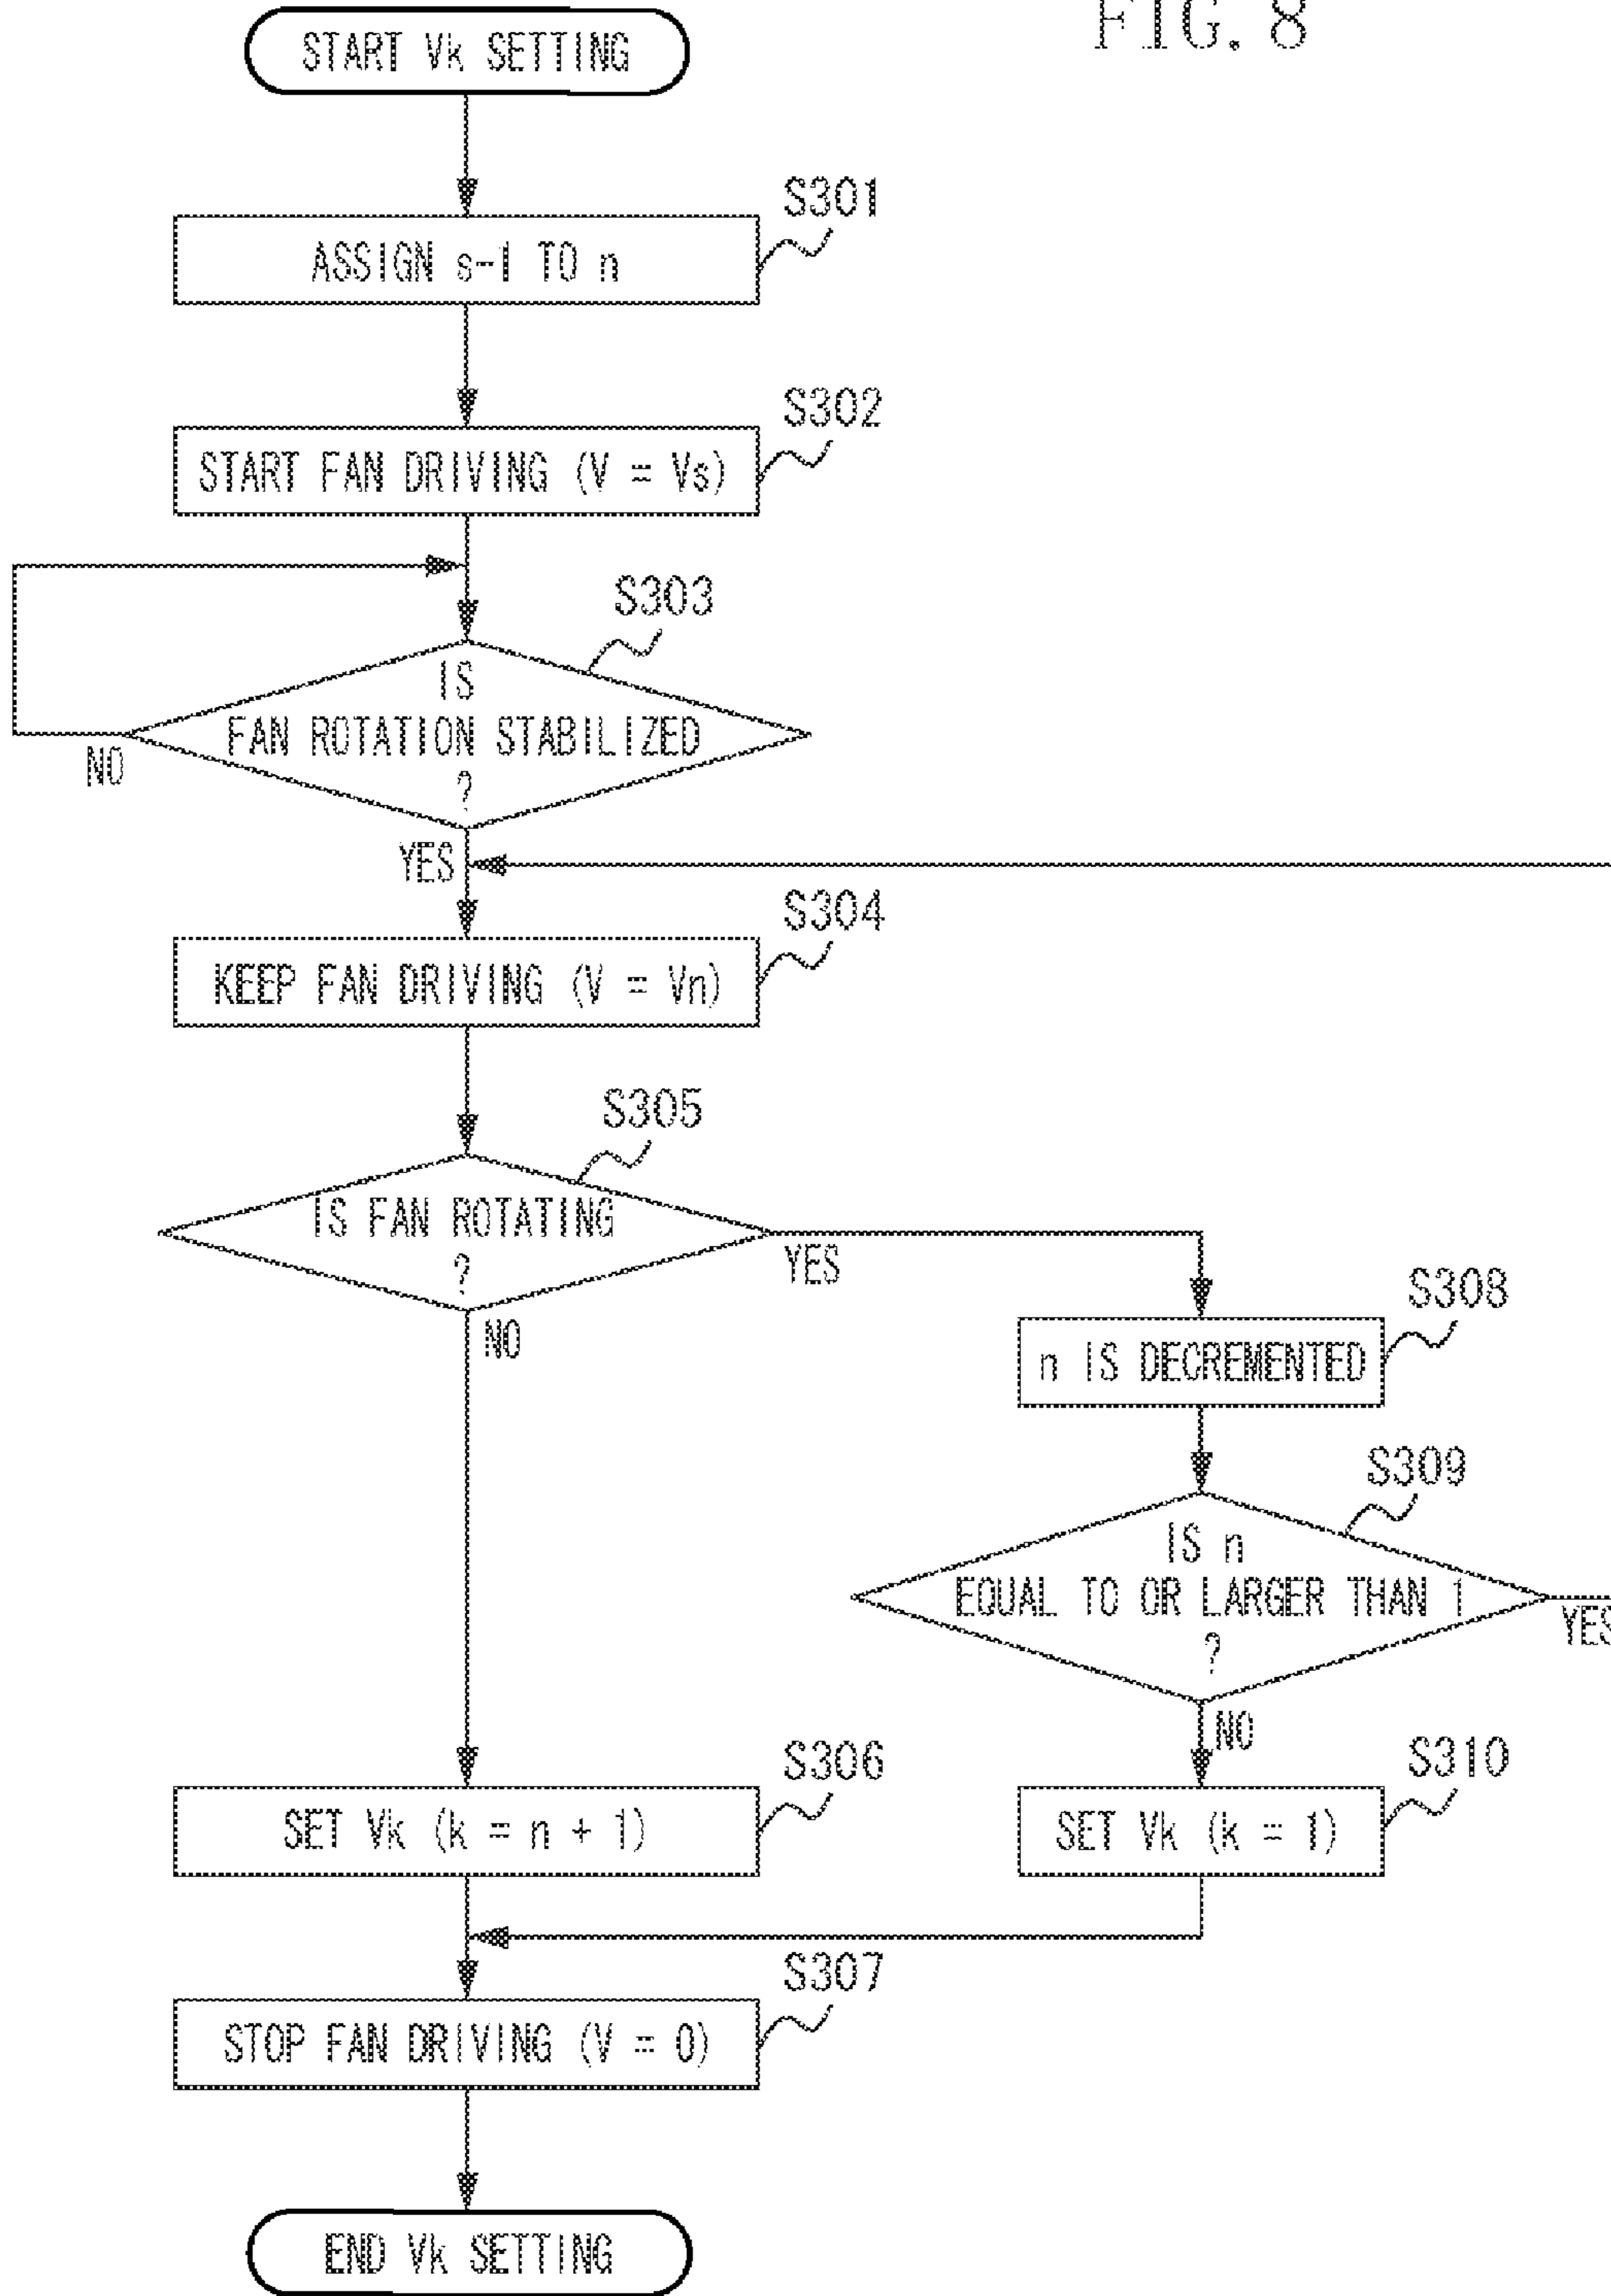 FIG. 8
START Vk SETTING
S301
ASSIGN s-1 TO n
S302
START FAN DRIVING (V = Vs)
S303
IS
FAN ROTATION STABILIZED
?
NO
YES
S304
KEEP FAN DRIVING (V = Vn)
S305
IS FAN ROTATING
?
YES
NO
S308
n IS DECREMENTED
S309
IS n
EQUAL TO OR LARGER THAN 1
?
YES
NO
S306
SET Vk (k = n + 1)
S310
SET Vk (k = 1)
S307
STOP FAN DRIVING (V = 0)
END Vk SETTING